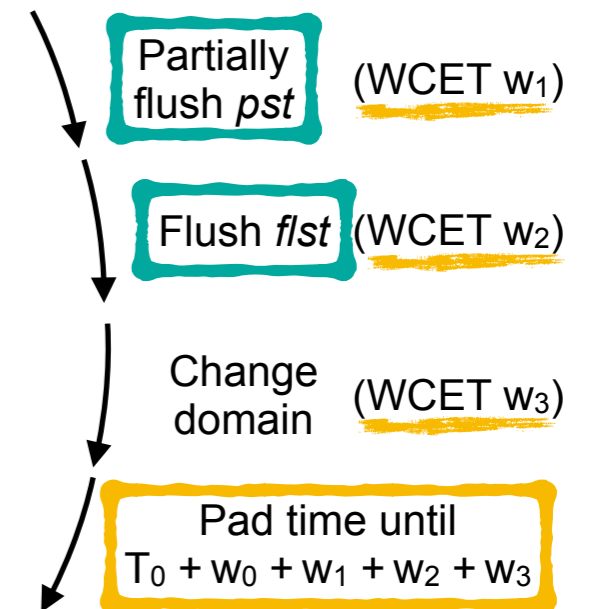 Partially
flush pst (WCET w₁)
Flush flst (WCET w₂)
Change
domain (WCET w₃)
Pad time until
T₀ + w₀ + w₁ + w₂ + w₃